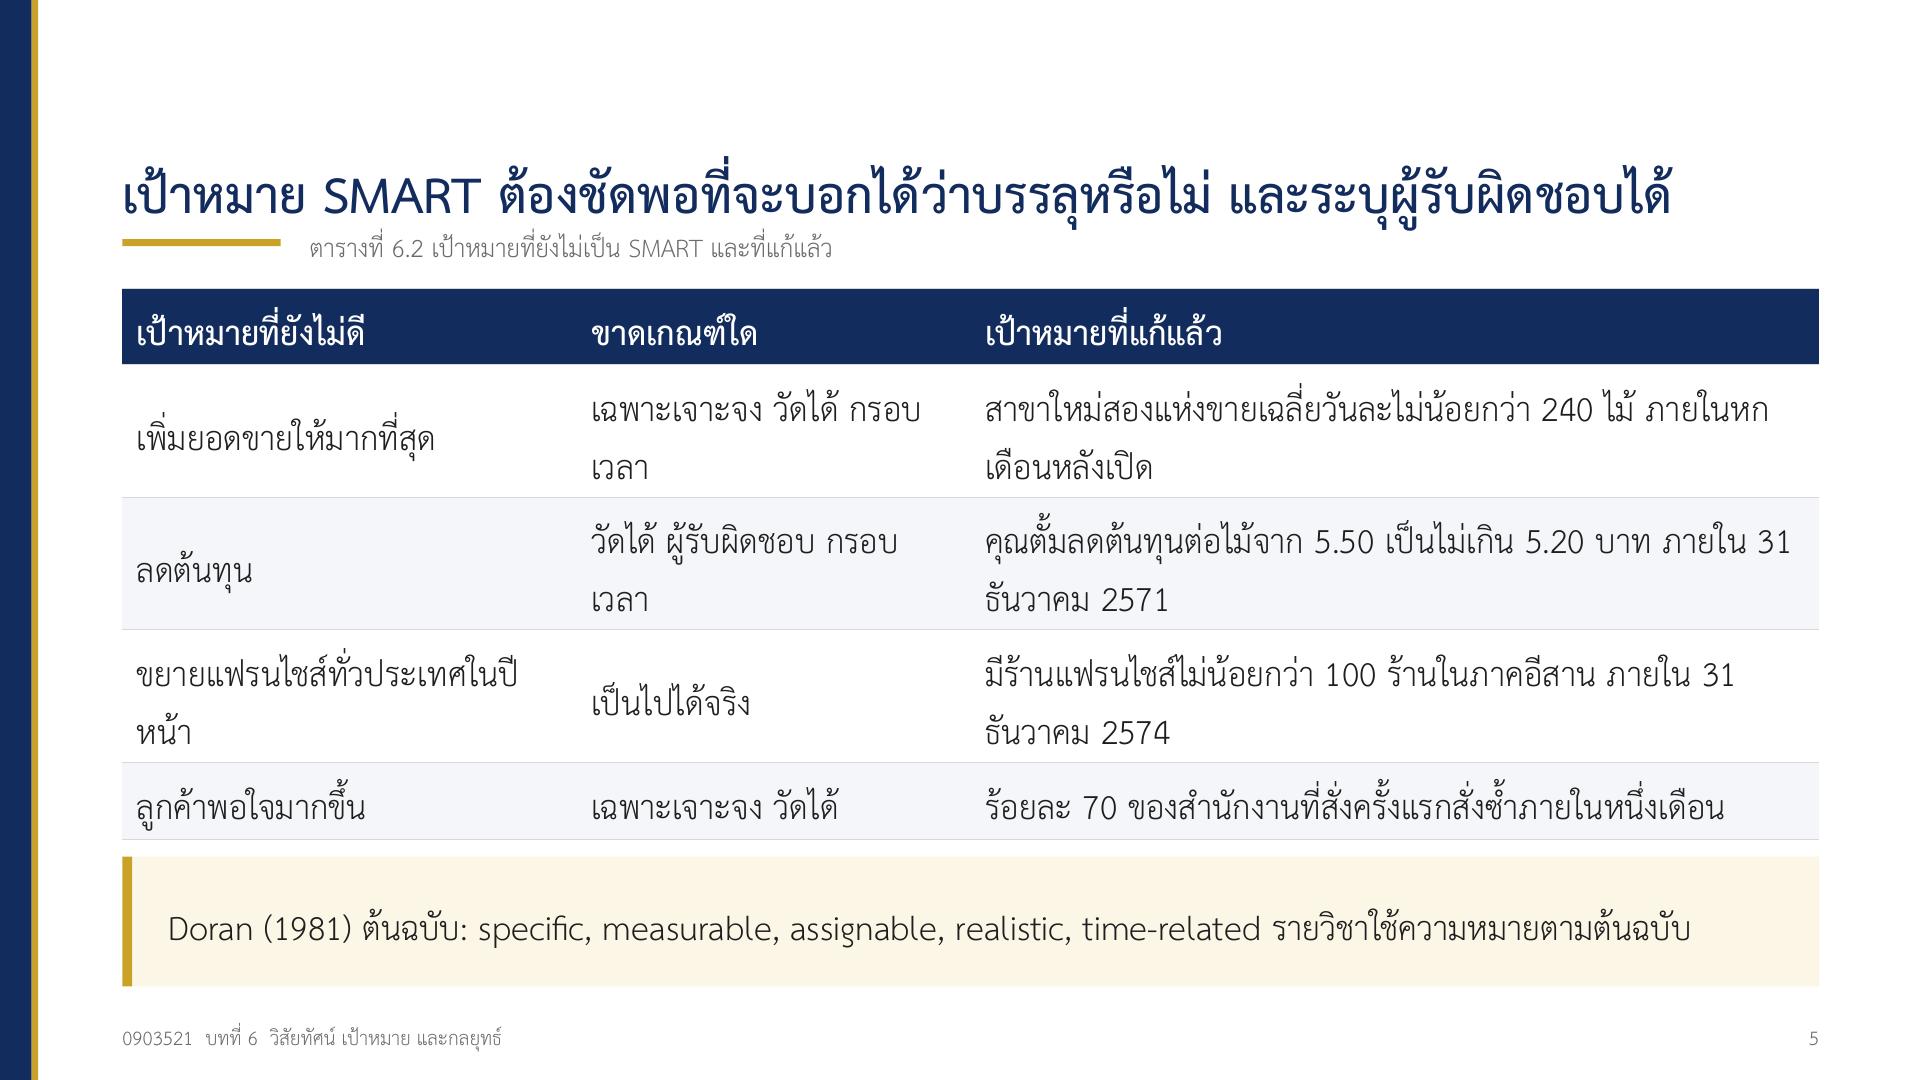 เป้าหมาย SMART ต้องชัดพอที่จะบอกได้ว่าบรรลุหรือไม่ และระบุผู้รับผิดชอบได้
ตารางที่ 6.2 เป้าหมายที่ยังไม่เป็น SMART และที่แก้แล้ว
เป้าหมายที่ยังไม่ดี ขาดเกณฑ์ใด เป้าหมายที่แก้แล้ว
เพิ่มยอดขายให้มากที่สุด
เฉพาะเจาะจง วัดได้ กรอบ
เวลา
สาขาใหม่สองแห่งขายเฉลี่ยวันละไม่น้อยกว่า 240 ไม้ ภายในหก
เดือนหลังเปิด
ลดต้นทุน
วัดได้ ผู้รับผิดชอบ กรอบ
เวลา
คุณตั้มลดต้นทุนต่อไม้จาก 5.50 เป็นไม่เกิน 5.20 บาท ภายใน 31
ธันวาคม 2571
ขยายแฟรนไชส์ทั่วประเทศในปี
หน้า
เป็นไปได้จริง
มีร้านแฟรนไชส์ไม่น้อยกว่า 100 ร้านในภาคอีสาน ภายใน 31
ธันวาคม 2574
ลูกค้าพอใจมากขึ้น
เฉพาะเจาะจง วัดได้
ร้อยละ 70 ของสำนักงานที่สั่งครั้งแรกสั่งซ้ำภายในหนึ่งเดือน
Doran (1981) ต้นฉบับ: specific, measurable, assignable, realistic, time-related รายวิชาใช้ความหมายตามต้นฉบับ
0903521 บทที่ 6 วิสัยทัศน์ เป้าหมาย และกลยุทธ์
5